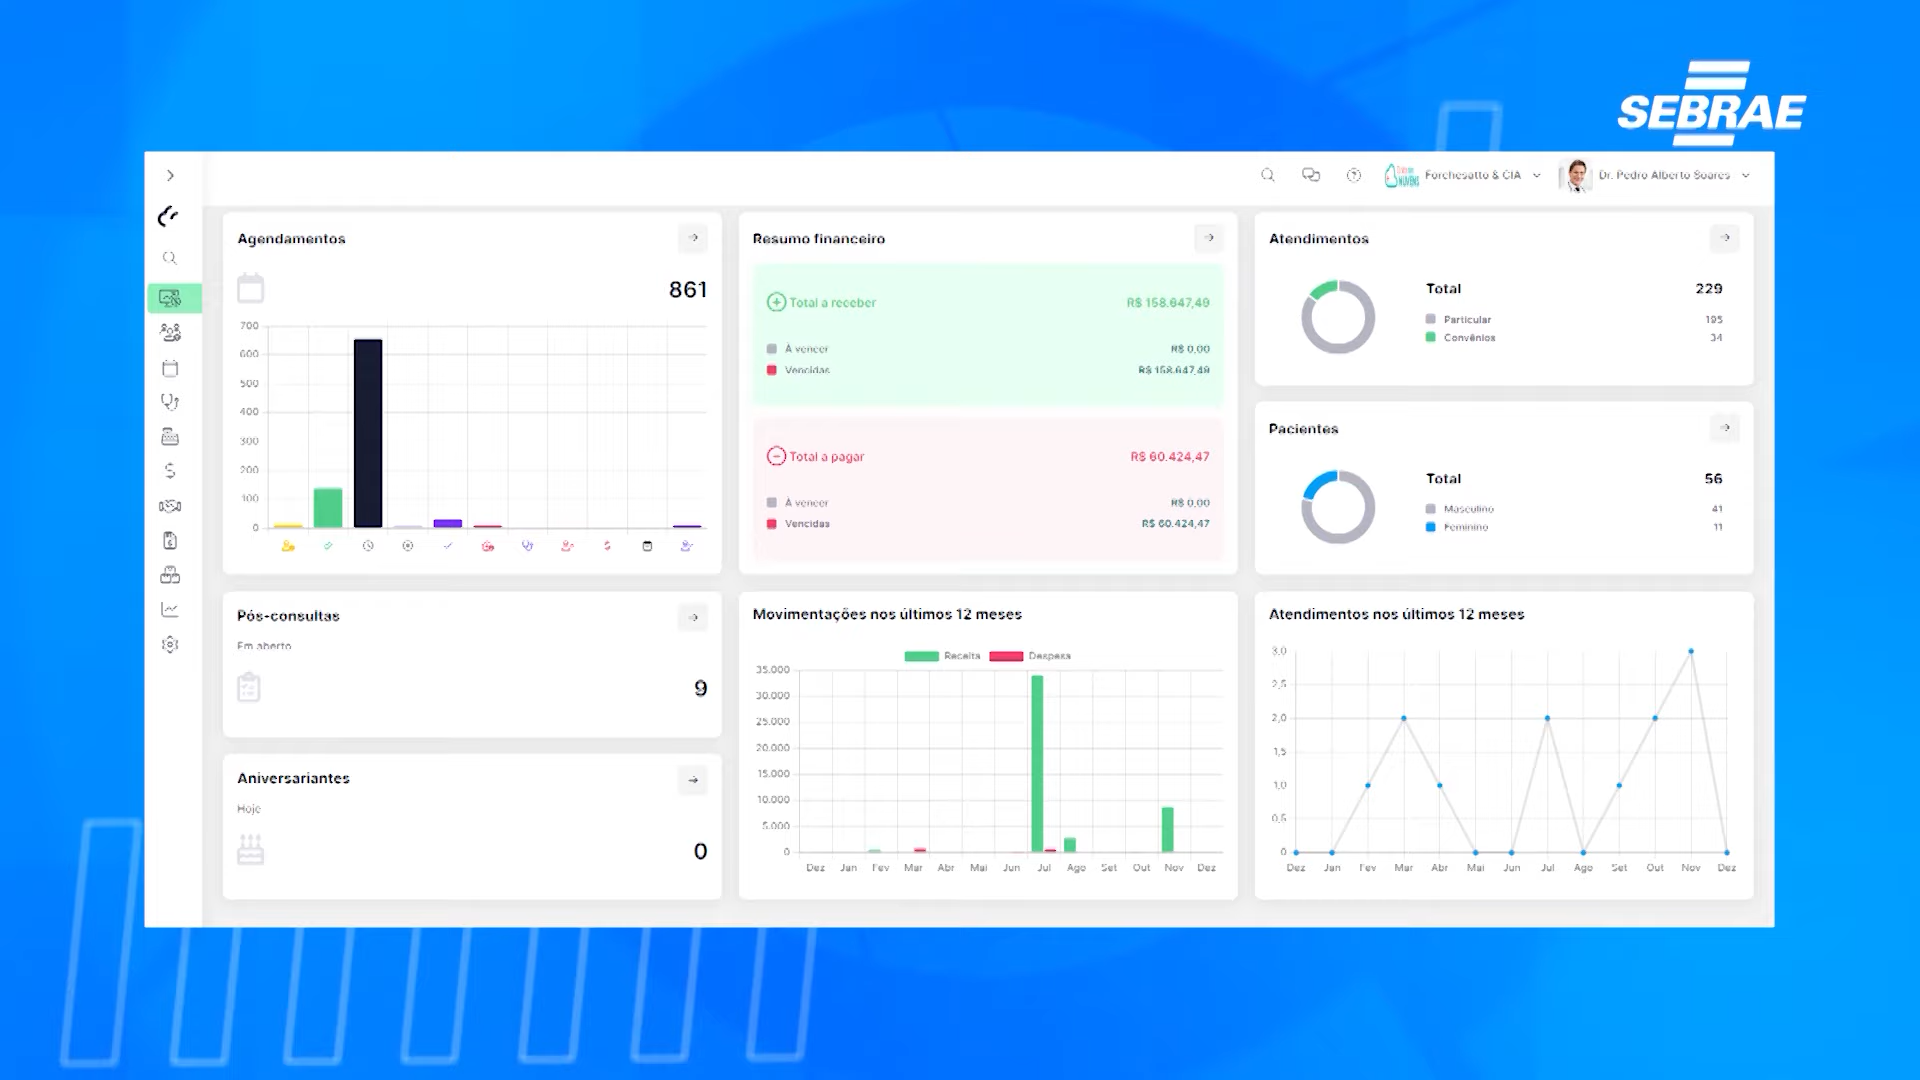 SEBRAE
NUVENS
Forchesatto & CIA
Dr. Pedro Alberto Soares
Agendamentos
861
700
600
500
400
300
200
100
0
Resumo financeiro
Total a receber
R$ 158.647,49
À vencer
R$ 0,00
Vencidas
R$ 158.647,49
Total a pagar
R$ 60.424,47
À vencer
R$ 0,00
Vencidas
R$ 60.424,47
Atendimentos
Total
229
Particular
195
Convênios
34
Pacientes
Total
56
Masculino
41
Feminino
11
Pós-consultas
Em aberto
9
Aniversariantes
Hoje
0
Movimentações nos últimos 12 meses
Receita
Despesa
35.000
30.000
25.000
20.000
15.000
10.000
5.000
0
Dez Jan Fev Mar Abr Mai Jun Jul Ago Set Out Nov Dez
Atendimentos nos últimos 12 meses
3,0
2,5
2,0
1,5
1,0
0,5
0
Dez Jan Fev Mar Abr Mai Jun Jul Ago Set Out Nov Dez